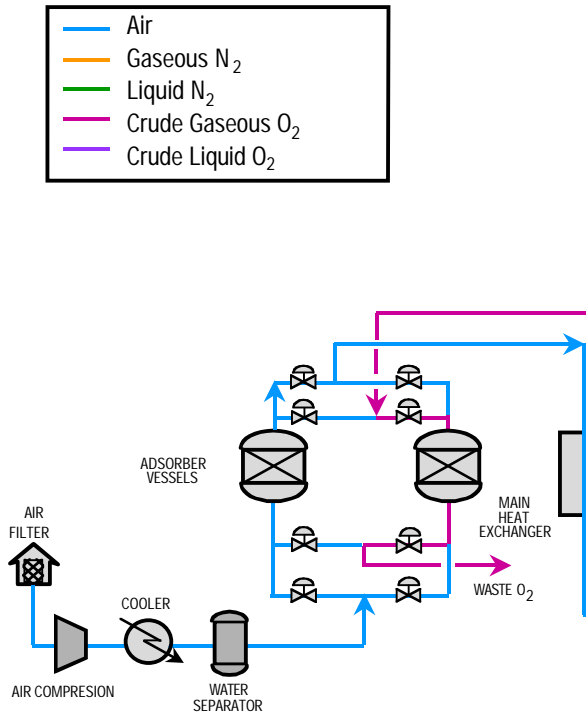 Air
Gaseous N2
Liquid N2
Crude Gaseous O2
Crude Liquid O2
ADSORBER
VESSELS
MAIN
HEAT
EXCHANGER
AIR
FILTER
WASTE O2
COOLER
AIR COMPRESION
WATER
SEPARATOR